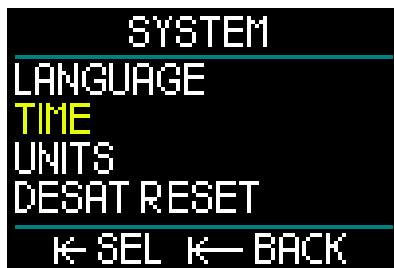 SYSTEM
LANGUAGE
TIME
UNITS
DESAT RESET
SEL BACK